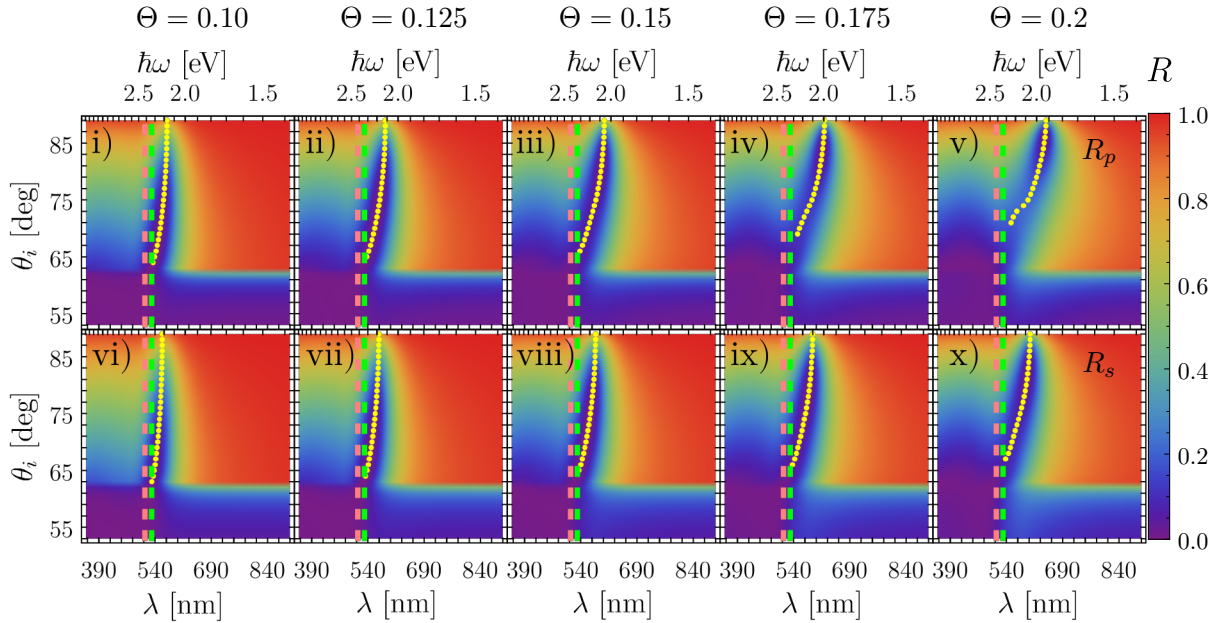 Θ = 0.10 Θ = 0.125 Θ = 0.15 Θ = 0.175 Θ = 0.2
ħω [eV] ħω [eV] ħω [eV] ħω [eV] ħω [eV] R
2.5 2.0 1.5 2.5 2.0 1.5 2.5 2.0 1.5 2.5 2.0 1.5 2.5 2.0 1.5
i) ii) iii) iv) v) R_p
85
75
65
55
θ_i [deg]
vi) vii) viii) ix) x) R_s
85
75
65
55
θ_i [deg]
1.0
0.8
0.6
0.4
0.2
0.0
390 540 690 840 390 540 690 840 390 540 690 840 390 540 690 840 390 540 690 840
λ [nm] λ [nm] λ [nm] λ [nm] λ [nm]